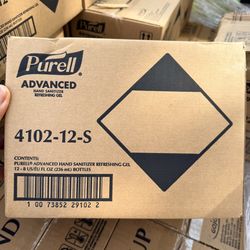 Purell
ADVANCED
HAND SANITIZER
REFRESHING GEL
4102-12-S
CONTENTS:
PURELL® ADVANCED HAND SANITIZER REFRESHING GEL
12 - 8 US/ÉU FL OZ (236 mL) BOTTLES
1 00 73852 29102 2